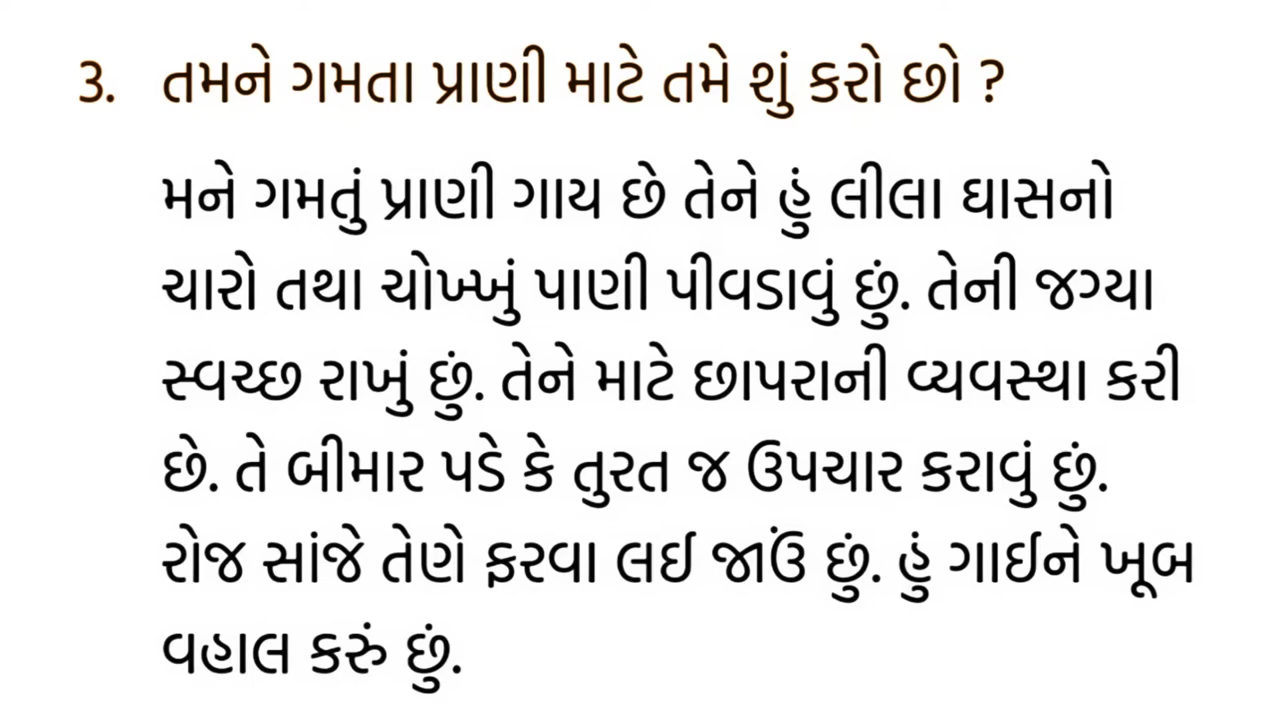 3. તમને ગમતા પ્રાણી માટે તમે શું કરો છો ?
મને ગમતું પ્રાણી ગાય છે તેને હું લીલા ઘાસનો
ચારો તથા ચોખ્ખું પાણી પીવડાવું છું. તેની જગ્યા
સ્વચ્છ રાખું છું. તેને માટે છાપરાની વ્યવસ્થા કરી
છે. તે બીમાર પડે કે તુરત જ ઉપચાર કરાવું છું.
રોજ સાંજે તેણે ફરવા લઈ જાઉં છું. હું ગાઈને ખૂબ
વહાલ કરું છું.